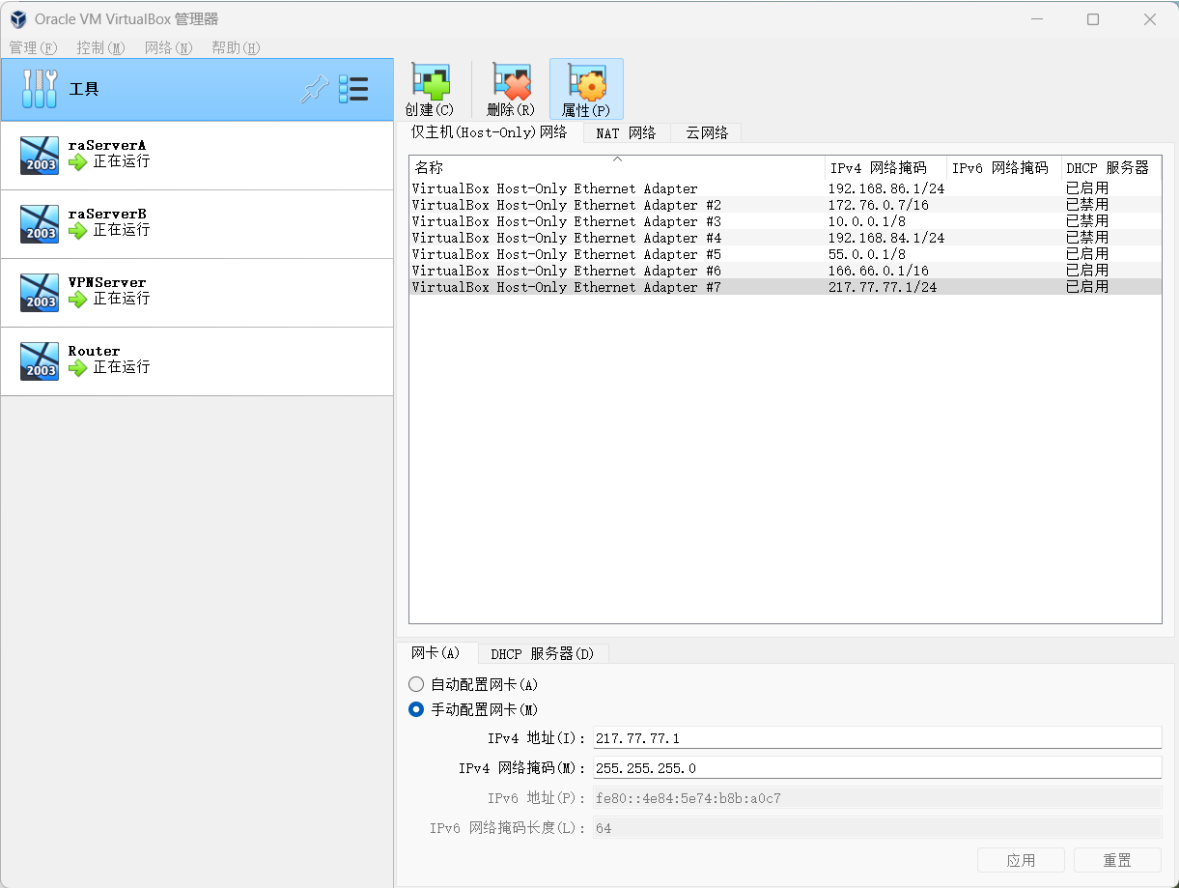 Oracle VM VirtualBox 管理器
管理(F) 控制(M) 网络(N) 帮助(H)
工具
创建(C) 删除(R) 属性(P)
仅主机(Host-Only)网络 NAT 网络 云网络
名称 IPv4 网络掩码 IPv6 网络掩码 DHCP 服务器
VirtualBox Host-Only Ethernet Adapter 192.168.86.1/24 已启用
VirtualBox Host-Only Ethernet Adapter #2 172.76.0.7/16 已禁用
VirtualBox Host-Only Ethernet Adapter #3 10.0.0.1/8 已禁用
VirtualBox Host-Only Ethernet Adapter #4 192.168.84.1/24 已禁用
VirtualBox Host-Only Ethernet Adapter #5 55.0.0.1/8 已启用
VirtualBox Host-Only Ethernet Adapter #6 166.66.0.1/16 已启用
VirtualBox Host-Only Ethernet Adapter #7 217.77.77.1/24 已启用
2003 raServerA
正在运行
2003 raServerB
正在运行
2003 VPNServer
正在运行
2003 Router
正在运行
网卡(A) DHCP 服务器(D)
自动配置网卡(A)
手动配置网卡(M)
IPv4 地址(I): 217.77.77.1
IPv4 网络掩码(M): 255.255.255.0
IPv6 地址(P): fe80::4e84:5e74:b8b:a0c7
IPv6 网络掩码长度(L): 64
应用 重置